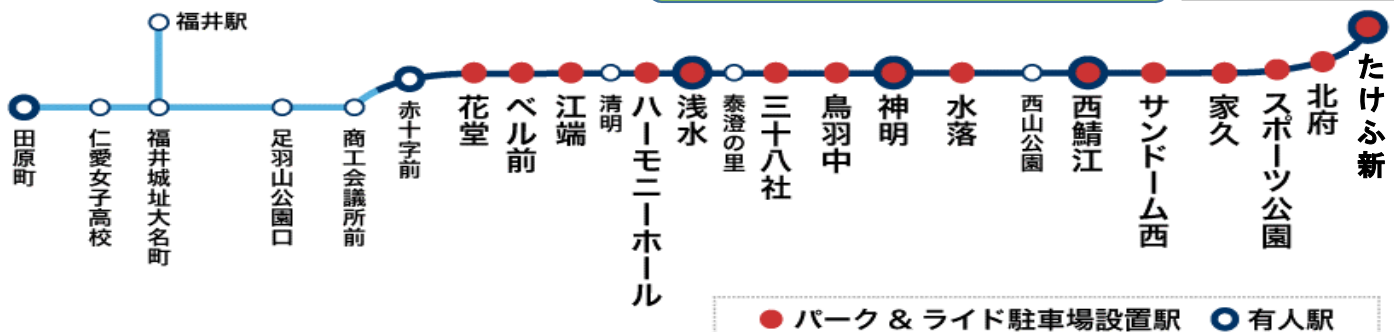 福井駅
田原町
仁愛女子高校
福井城址大名町
足羽山公園口
商工会議所前
赤十字前
花堂
ベル前
江端
清明
ハーモニーホール
浅水
泰澄の里
三十八社
鳥羽中
神明
水落
西山公園
西鯖江
サンドーム西
家久
スポーツ公園
北府
たけふ新
パーク & ライド駐車場設置駅
有人駅